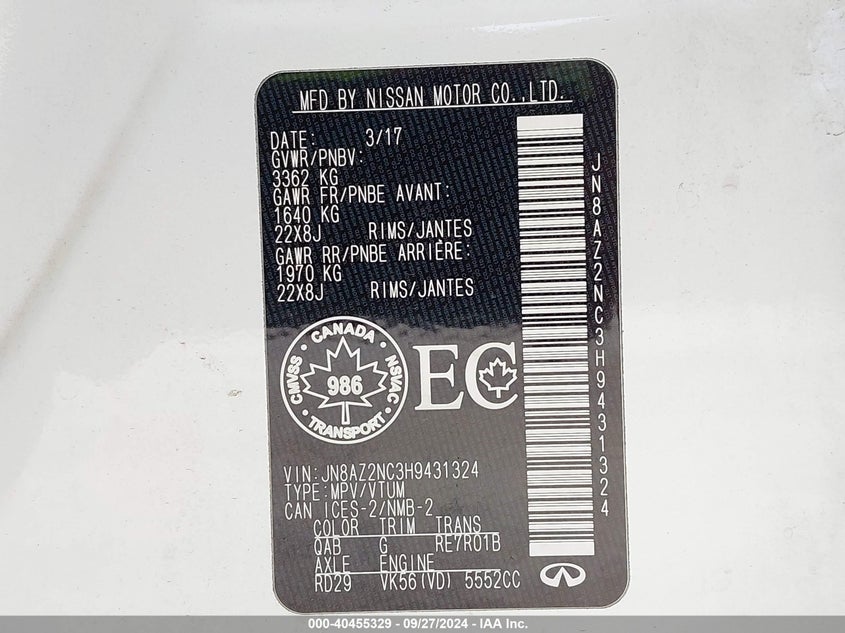 MFD BY NISSAN MOTOR CO.,LTD.
DATE: 3/17
GVWR/PNBV:
3362 KG
GAWR FR/PNBE AVANT:
1640 KG
22X8J RIMS/JANTES
GAWR RR/PNBE ARRIÈRE:
1970 KG
22X8J RIMS/JANTES
JN8AZ2NC3H9431324
CANADA
CMVSS
986
NSVAC
TRANSPORT
EC
VIN:JN8AZ2NC3H9431324
TYPE:MPV/VTUM
CAN ICES-2/NMB-2
COLOR TRIM TRANS
QAB G RE7R01B
AXLE ENGINE
RD29 VK56(VD) 5552CC
000-40455329 - 09/27/2024 - IAA Inc.